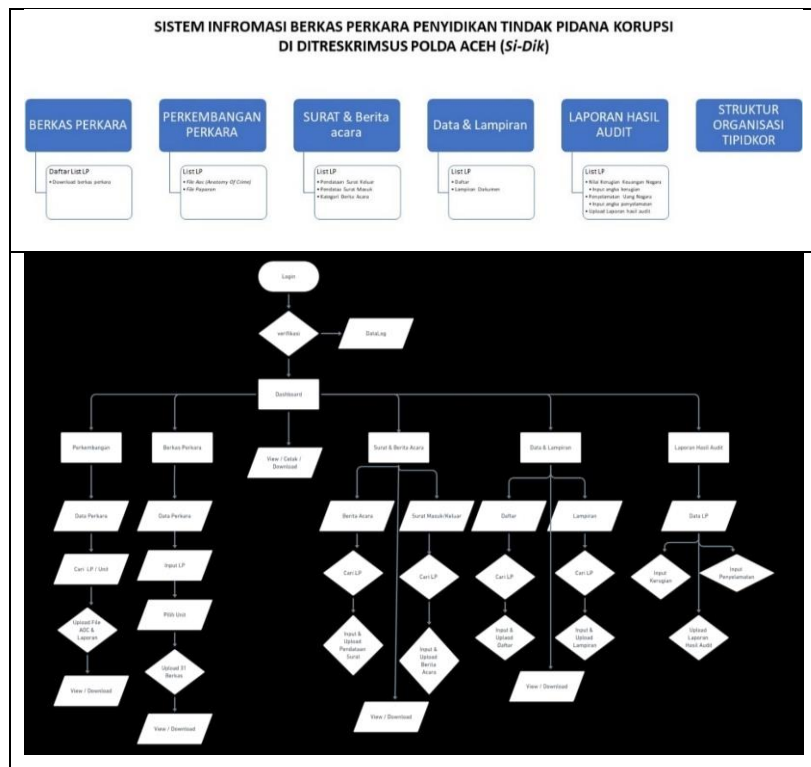 SISTEM INFROMASI BERKAS PERKARA PENYIDIKAN TINDAK PIDANA KORUPSI
DI DITRESKRIMSUS POLDA ACEH (Si-Dik)
BERKAS PERKARA
Daftar List LP
• Download berkas perkara
PERKEMBANGAN
PERKARA
List LP
• File Aoc (Anatomy Of Crime)
• File Paparan
SURAT & Berita
acara
List LP
• Pendataan Surat Keluar
• Pendatas Surat Masuk
• Kategori Berita Acara
Data & Lampiran
List LP
• Daftar
• Lampiran Dokumen
LAPORAN HASIL
AUDIT
List LP
• Nilai Kerugian Keuangan Negara
• Input angka kerugian
• Penyelamatan Uang Negara
• Input angka penyelamatan
• Upload Laporan hasil audit
STRUKTUR
ORGANISASI
TIPIDKOR
Login
verifikasi
DataLog
Dashboard
Perkembangan
Berkas Perkara
View / Cetak /
Download
Surat & Berita Acara
Data & Lampiran
Laporan Hasil Audit
Data Perkara
Data Perkara
Berita Acara
Surat Masuk/Keluar
Daftar
Lampiran
Data LP
Cari LP / Unit
Input LP
Cari LP
Cari LP
Cari LP
Cari LP
Input
Kerugian
Input
Penyelamatan
Upload File
AOC &
Laporan
Pilih Unit
Input &
Upload
Pendataan
Surat
Input &
Upload
Berita
Acara
Input &
Upload
Daftar
Input &
Upload
Lampiran
Upload
Laporan
Hasil Audit
View / Download
Upload 31
Berkas
View / Download
View / Download
View / Download